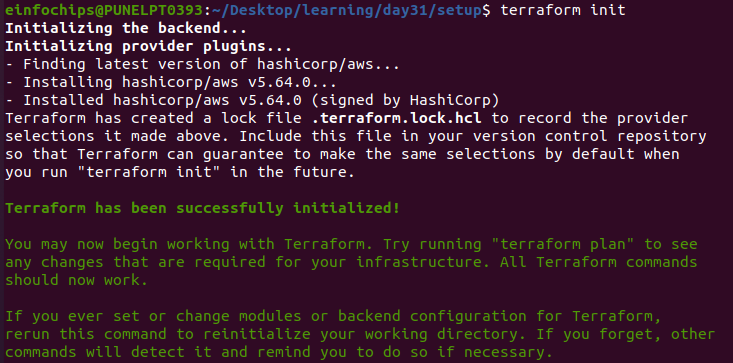 einfochips@PUNELPT0393:~/Desktop/learning/day31/setup$ terraform init
Initializing the backend...
Initializing provider plugins...
- Finding latest version of hashicorp/aws...
- Installing hashicorp/aws v5.64.0...
- Installed hashicorp/aws v5.64.0 (signed by HashiCorp)
Terraform has created a lock file .terraform.lock.hcl to record the provider
selections it made above. Include this file in your version control repository
so that Terraform can guarantee to make the same selections by default when
you run "terraform init" in the future.
Terraform has been successfully initialized!
You may now begin working with Terraform. Try running "terraform plan" to see
any changes that are required for your infrastructure. All Terraform commands
should now work.
If you ever set or change modules or backend configuration for Terraform,
rerun this command to reinitialize your working directory. If you forget, other
commands will detect it and remind you to do so if necessary.